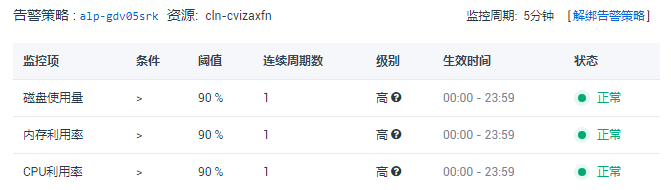 告警策略 : alp-gdv05srk 资源: cln-cvizaxfn 监控周期: 5分钟 [解绑告警策略]
监控项 条件 阈值 连续周期数 级别 生效时间 状态
磁盘使用量 > 90 % 1 高 ? 00:00 - 23:59 正常
内存利用率 > 90 % 1 高 ? 00:00 - 23:59 正常
CPU利用率 > 90 % 1 高 ? 00:00 - 23:59 正常